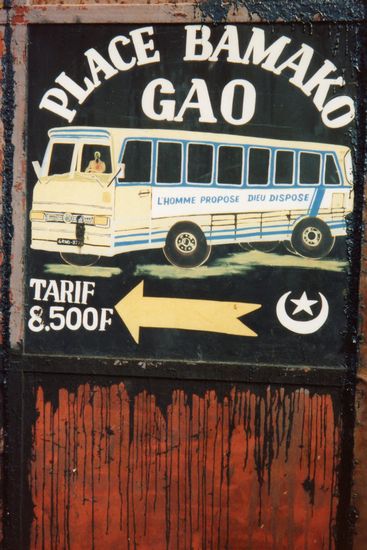 PLACE BAMAKO
GAO
L'HOMME PROPOSE DIEU DISPOSE
TARIF
8.500F